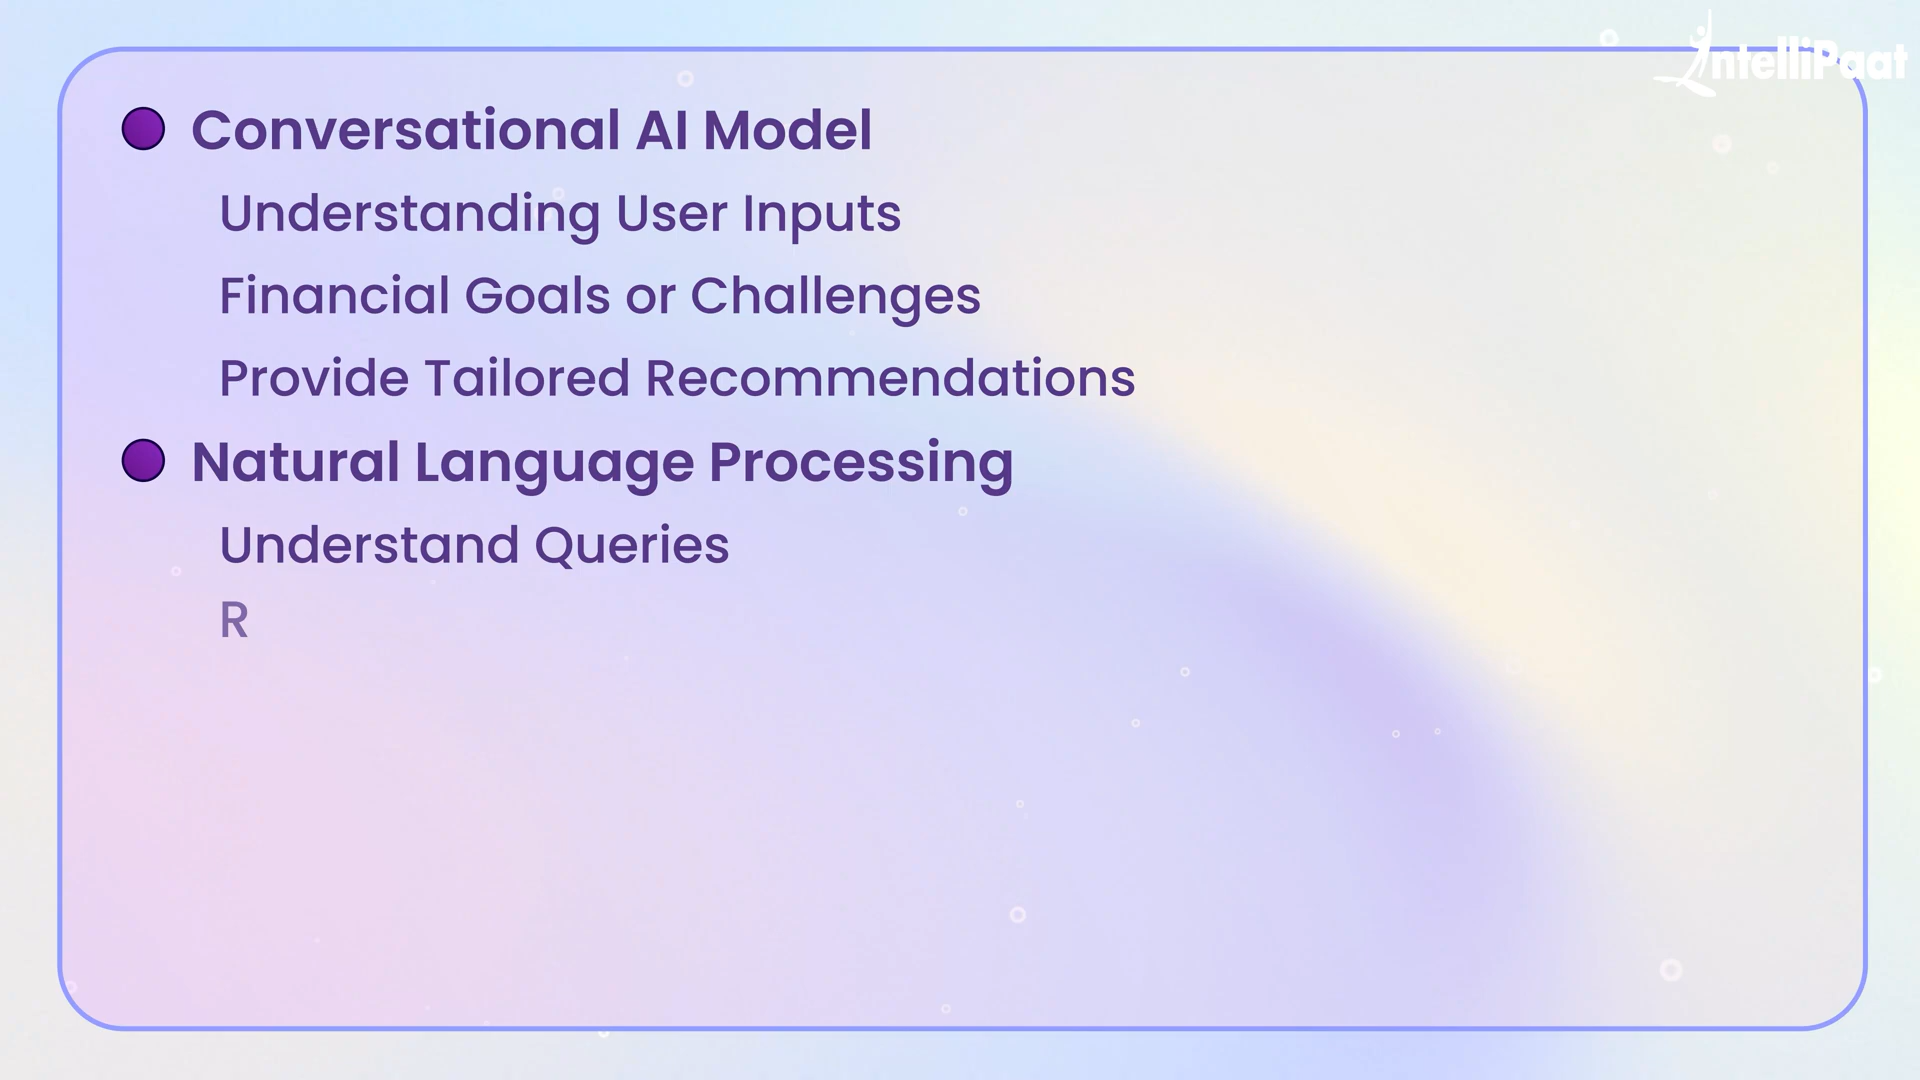 IntelliPaat
Conversational AI Model
Understanding User Inputs
Financial Goals or Challenges
Provide Tailored Recommendations
Natural Language Processing
Understand Queries
R